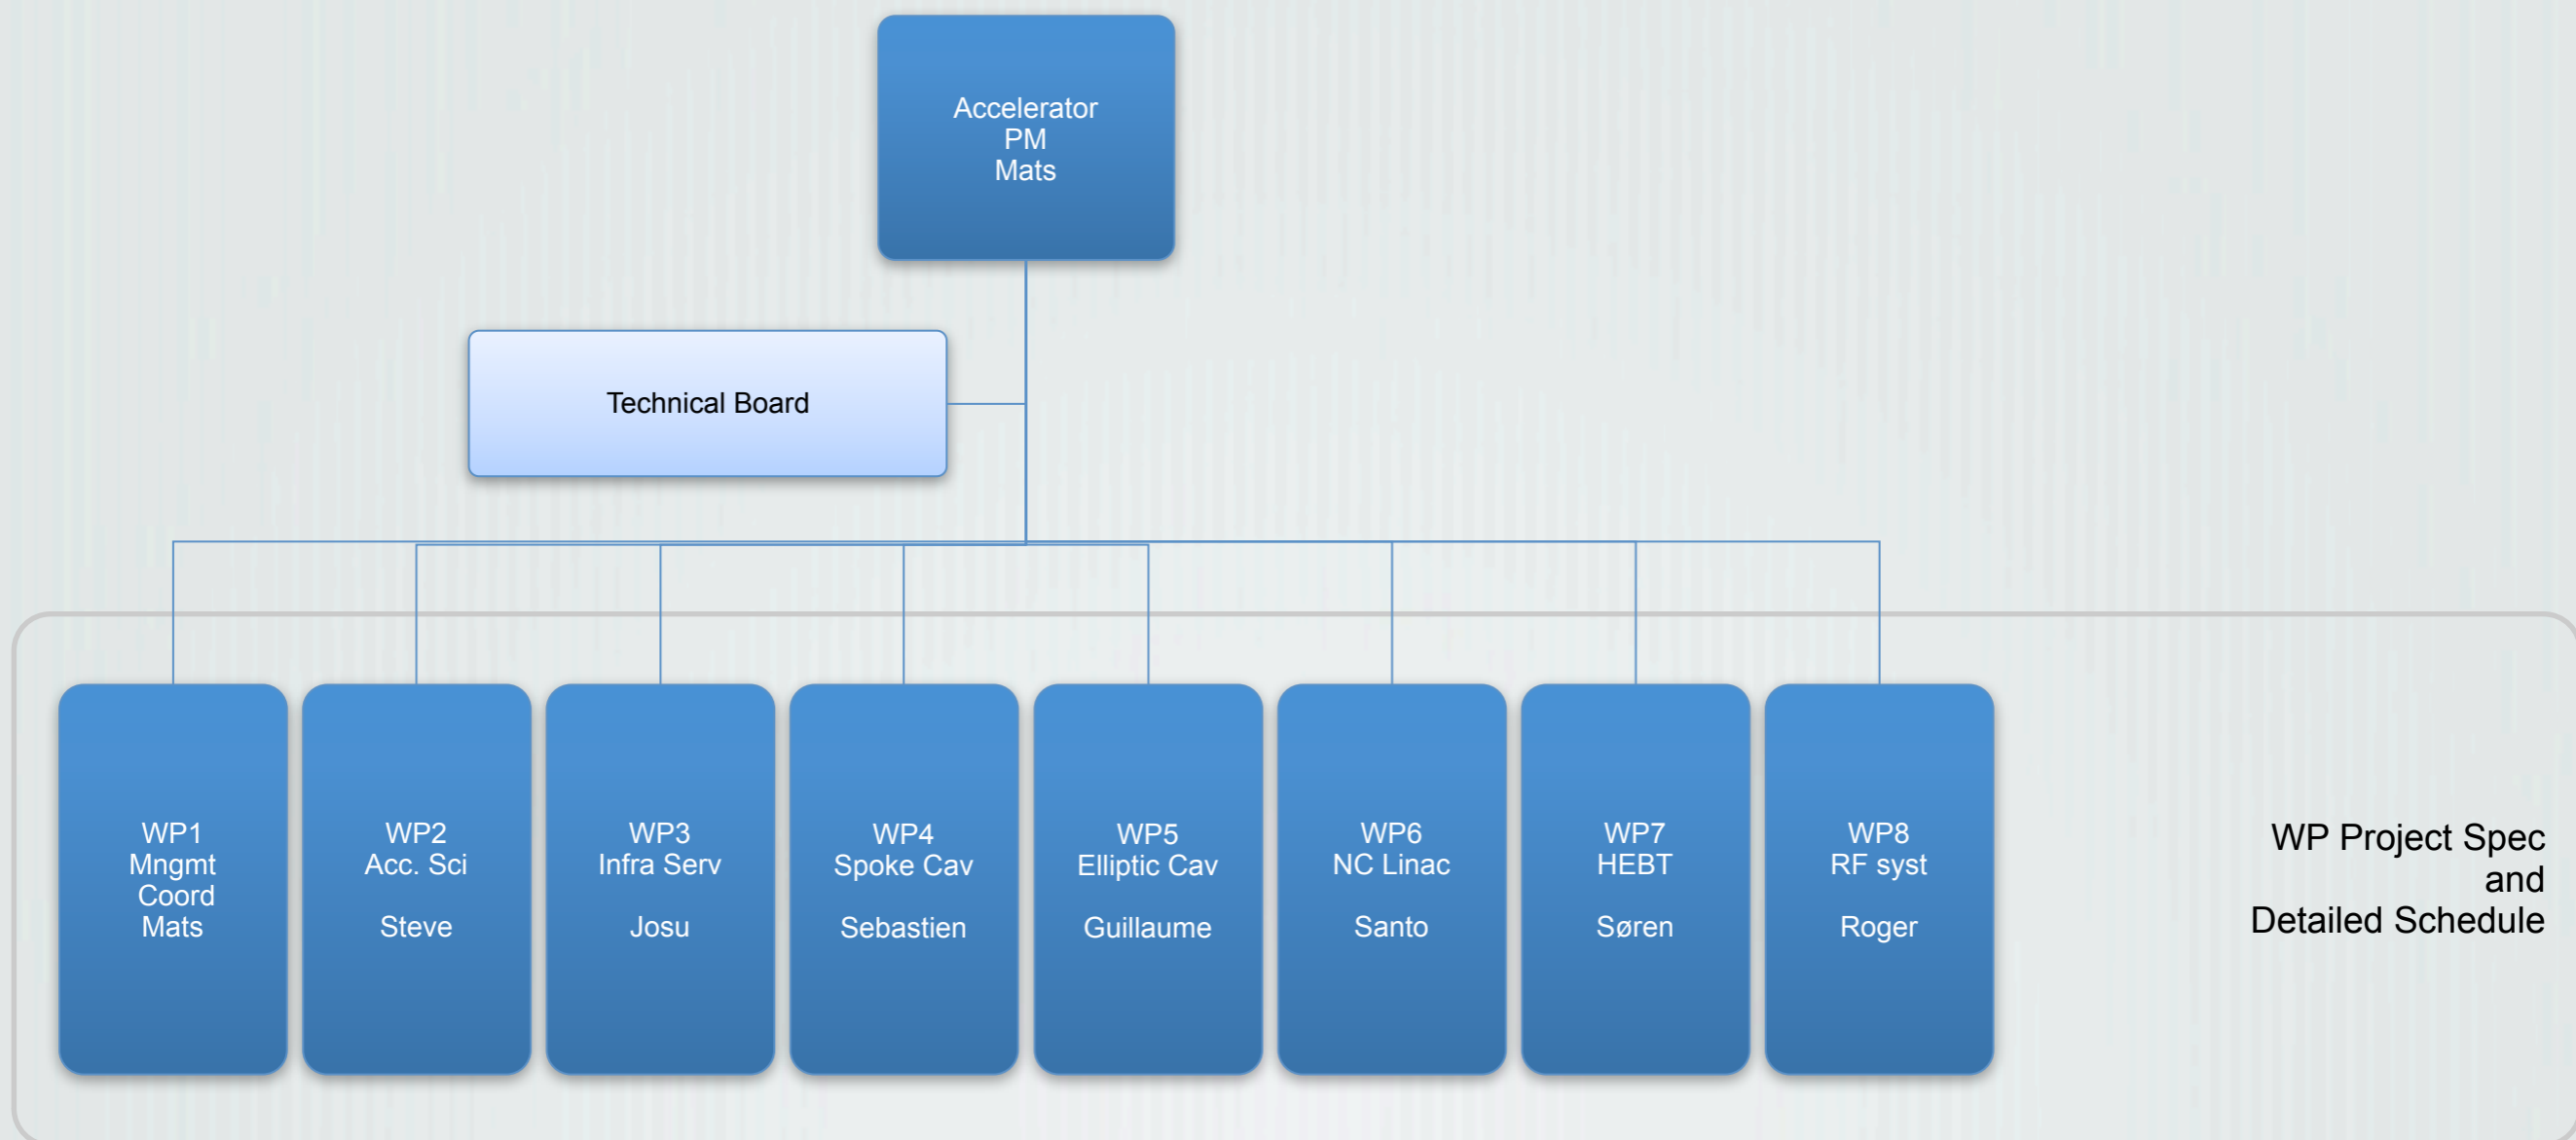 Accelerator
PM
Mats
Technical Board
WP1
Mngmt
Coord
Mats
WP2
Acc. Sci
Steve
WP3
Infra Serv
Josu
WP4
Spoke Cav
Sebastien
WP5
Elliptic Cav
Guillaume
WP6
NC Linac
Santo
WP7
HEBT
Søren
WP8
RF syst
Roger
WP Project Spec
and
Detailed Schedule